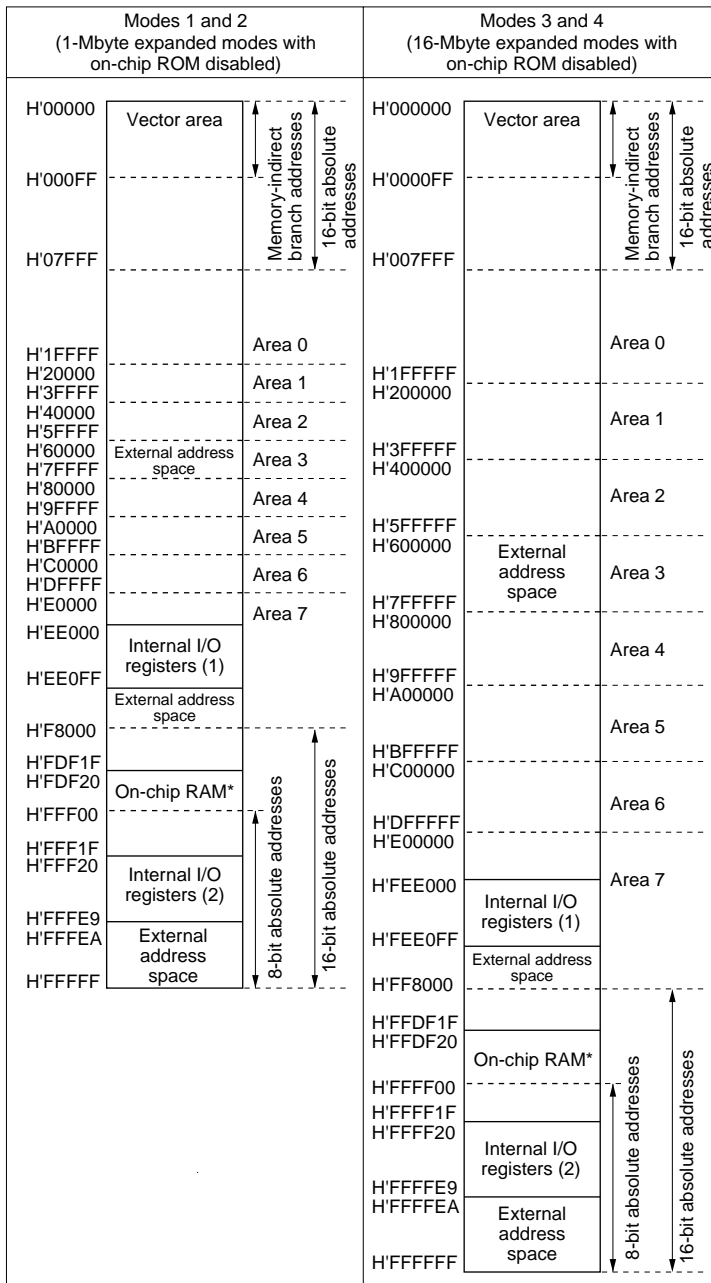 Modes 1 and 2
(1-Mbyte expanded modes with
on-chip ROM disabled)
H'00000
Vector area
H'000FF
H'07FFF
Memory-indirect
branch addresses
16-bit absolute
addresses
H'1FFFF
Area 0
H'20000
H'3FFFF
Area 1
H'40000
H'5FFFF
Area 2
H'60000
H'7FFFF
External address
space
Area 3
H'80000
H'9FFFF
Area 4
H'A0000
H'BFFFF
Area 5
H'C0000
H'DFFFF
Area 6
H'E0000
Area 7
H'EE000
Internal I/O
registers (1)
H'EE0FF
External address
space
H'F8000
H'FDF1F
H'FDF20
On-chip RAM*
H'FFF00
H'FFF1F
H'FFF20
Internal I/O
registers (2)
H'FFFE9
H'FFFEA
External
address
space
H'FFFFF
8-bit absolute addresses
16-bit absolute addresses
Modes 3 and 4
(16-Mbyte expanded modes with
on-chip ROM disabled)
H'000000
Vector area
H'0000FF
H'007FFF
Memory-indirect
branch addresses
16-bit absolute
addresses
Area 0
H'1FFFFF
H'200000
Area 1
H'3FFFFF
H'400000
Area 2
H'5FFFFF
H'600000
External
address
space
Area 3
H'7FFFFF
H'800000
Area 4
H'9FFFFF
H'A00000
Area 5
H'BFFFFF
H'C00000
Area 6
H'DFFFFF
H'E00000
Area 7
H'FEE000
Internal I/O
registers (1)
H'FEE0FF
External address
space
H'FF8000
H'FFDF1F
H'FFDF20
On-chip RAM*
H'FFFF00
H'FFFF1F
H'FFFF20
Internal I/O
registers (2)
H'FFFFE9
H'FFFFEA
External
address
space
H'FFFFFF
8-bit absolute addresses
16-bit absolute addresses